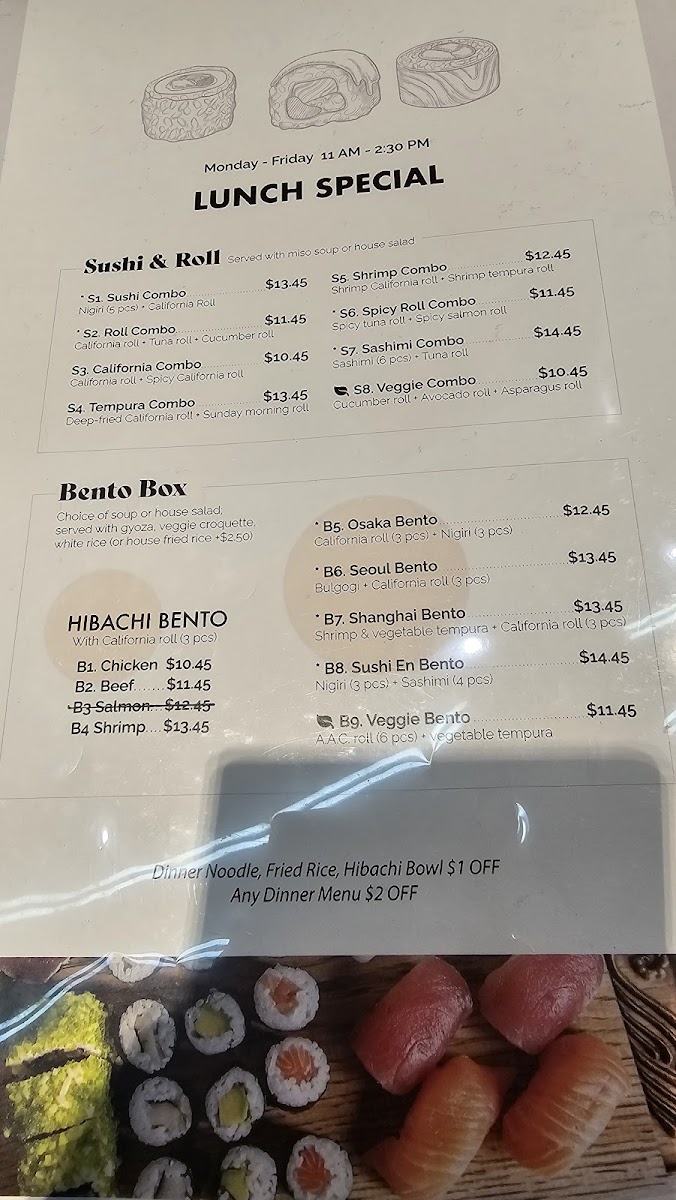 Monday - Friday 11 AM - 2:30 PM
LUNCH SPECIAL
Sushi & Roll Served with miso soup or house salad
* S1. Sushi Combo $13.45
Nigiri (5 pcs) + California Roll
* S2. Roll Combo $11.45
California roll + Tuna roll + Cucumber roll
S3. California Combo $10.45
California roll + Spicy California roll
S4. Tempura Combo $13.45
Deep-fried California roll + Sunday morning roll
S5. Shrimp Combo $12.45
Shrimp California roll + Shrimp tempura roll
* S6. Spicy Roll Combo $11.45
Spicy tuna roll + Spicy salmon roll
* S7. Sashimi Combo $14.45
Sashimi (6 pcs) + Tuna roll
S8. Veggie Combo $10.45
Cucumber roll + Avocado roll + Asparagus roll
Bento Box
Choice of soup or house salad,
served with gyoza, veggie croquette,
white rice (or house fried rice +$2.50)
HIBACHI BENTO
With California roll (3 pcs)
B1. Chicken $10.45
B2. Beef....... $11.45
B3 Salmon... $12.45
B4 Shrimp.... $13.45
* B5. Osaka Bento $12.45
California roll (3 pcs) + Nigiri (3 pcs)
* B6. Seoul Bento $13.45
Bulgogi + California roll (3 pcs)
* B7. Shanghai Bento $13.45
Shrimp & vegetable tempura + California roll (3 pcs)
* B8. Sushi En Bento $14.45
Nigiri (3 pcs) + Sashimi (4 pcs)
B9. Veggie Bento $11.45
A.A.C. roll (6 pcs) + vegetable tempura
Dinner Noodle, Fried Rice, Hibachi Bowl $1 OFF
Any Dinner Menu $2 OFF